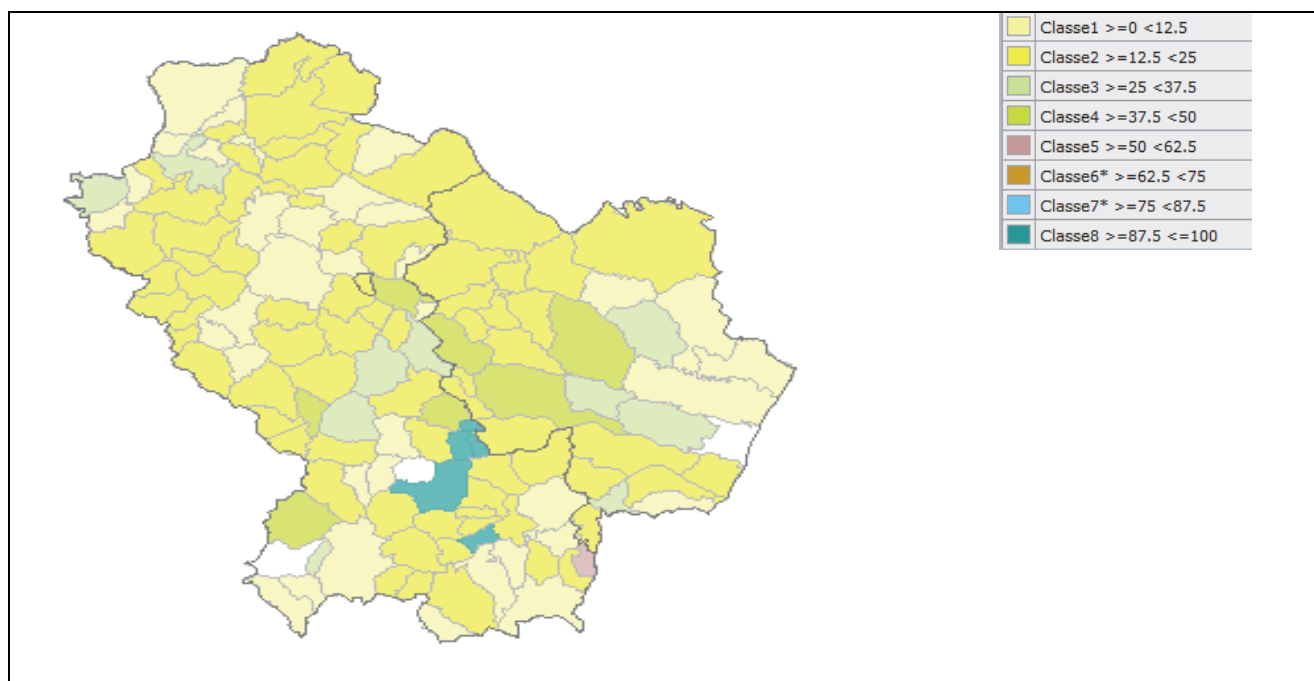 Classe1 >=0 <12.5
Classe2 >=12.5 <25
Classe3 >=25 <37.5
Classe4 >=37.5 <50
Classe5 >=50 <62.5
Classe6* >=62.5 <75
Classe7* >=75 <87.5
Classe8 >=87.5 <=100